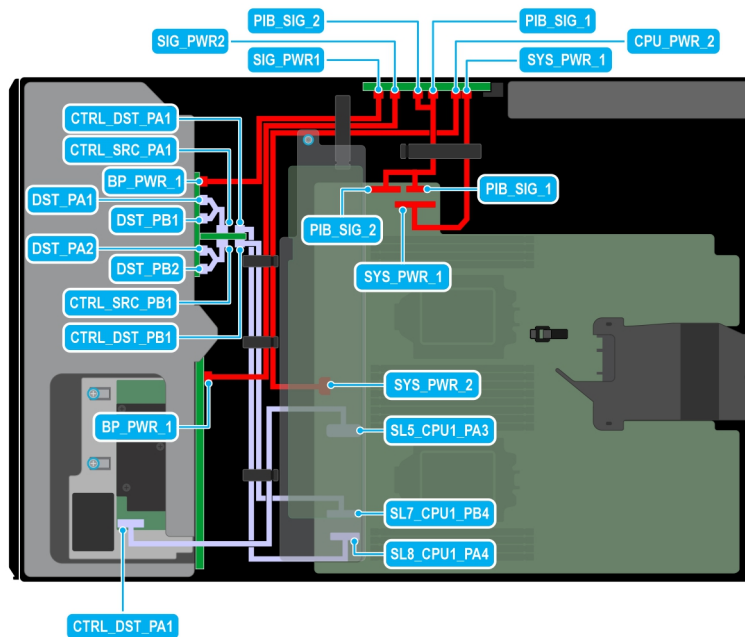 PIB_SIG_2
PIB_SIG_1
SIG_PWR2
CPU_PWR_2
SIG_PWR1
SYS_PWR_1
CTRL_DST_PA1
CTRL_SRC_PA1
BP_PWR_1
DST_PA1
DST_PB1
DST_PA2
DST_PB2
CTRL_SRC_PB1
CTRL_DST_PB1
PIB_SIG_1
PIB_SIG_2
SYS_PWR_1
SYS_PWR_2
BP_PWR_1
SL5_CPU1_PA3
SL7_CPU1_PB4
SL8_CPU1_PA4
CTRL_DST_PA1